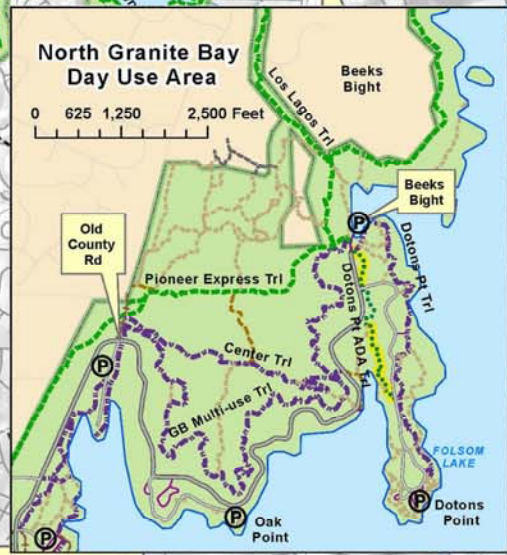 North Granite Bay
Day Use Area
0 625 1,250 2,500 Feet
Los Lagos Trl
Beeks
Bight
Beeks
Bight
P
Old
County
Rd
Pioneer Express Trl
Dotons Pt Trl
Dotons Pt ADA Trl
P
Center Trl
GB Multi-use Trl
FOLSOM
LAKE
P
Dotons
Point
P
Oak
Point
P